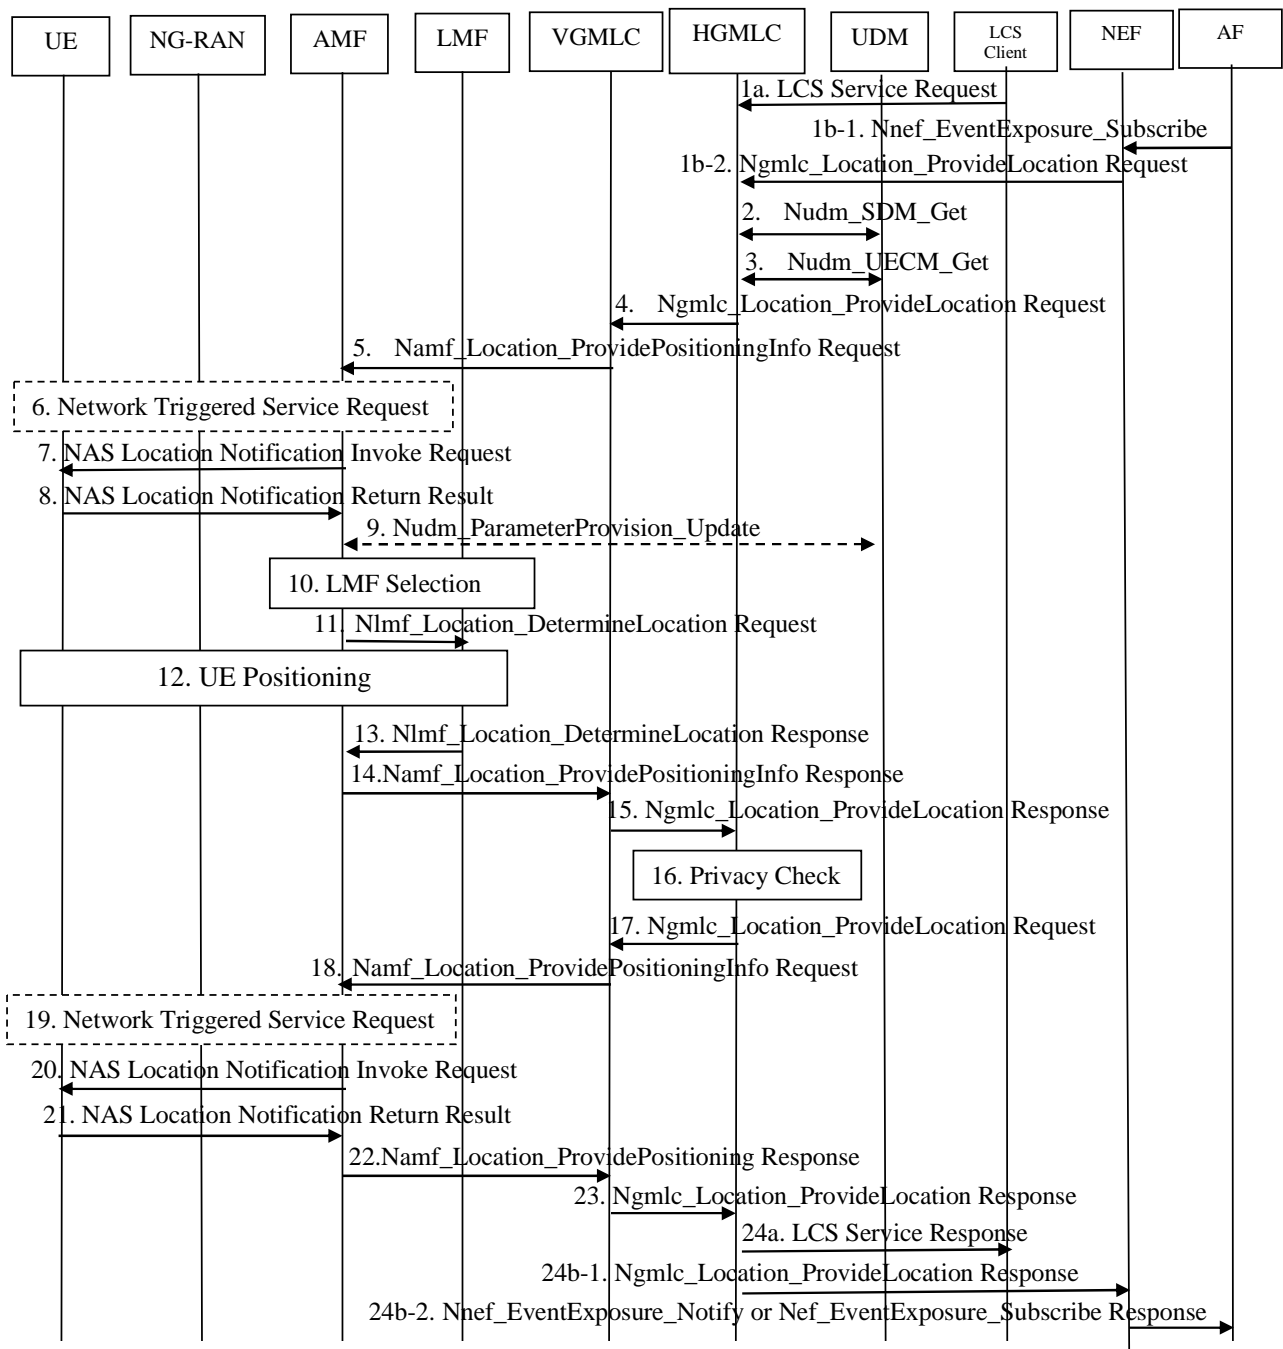 UE
NG-RAN
AMF
LMF
VGMLC
HGMLC
UDM
LCS
Client
NEF
AF
1a. LCS Service Request
1b-1. Nnef_EventExposure_Subscribe
1b-2. Ngmlc_Location_ProvideLocation Request
2. Nudm_SDM_Get
3. Nudm_UECM_Get
4. Ngmlc_Location_ProvideLocation Request
5. Namf_Location_ProvidePositioningInfo Request
6. Network Triggered Service Request
7. NAS Location Notification Invoke Request
8. NAS Location Notification Return Result
9. Nudm_ParameterProvision_Update
10. LMF Selection
11. Nlmf_Location_DetermineLocation Request
12. UE Positioning
13. Nlmf_Location_DetermineLocation Response
14.Namf_Location_ProvidePositioningInfo Response
15. Ngmlc_Location_ProvideLocation Response
16. Privacy Check
17. Ngmlc_Location_ProvideLocation Request
18. Namf_Location_ProvidePositioningInfo Request
19. Network Triggered Service Request
20. NAS Location Notification Invoke Request
21. NAS Location Notification Return Result
22.Namf_Location_ProvidePositioning Response
23. Ngmlc_Location_ProvideLocation Response
24a. LCS Service Response
24b-1. Ngmlc_Location_ProvideLocation Response
24b-2. Nnef_EventExposure_Notify or Nef_EventExposure_Subscribe Response